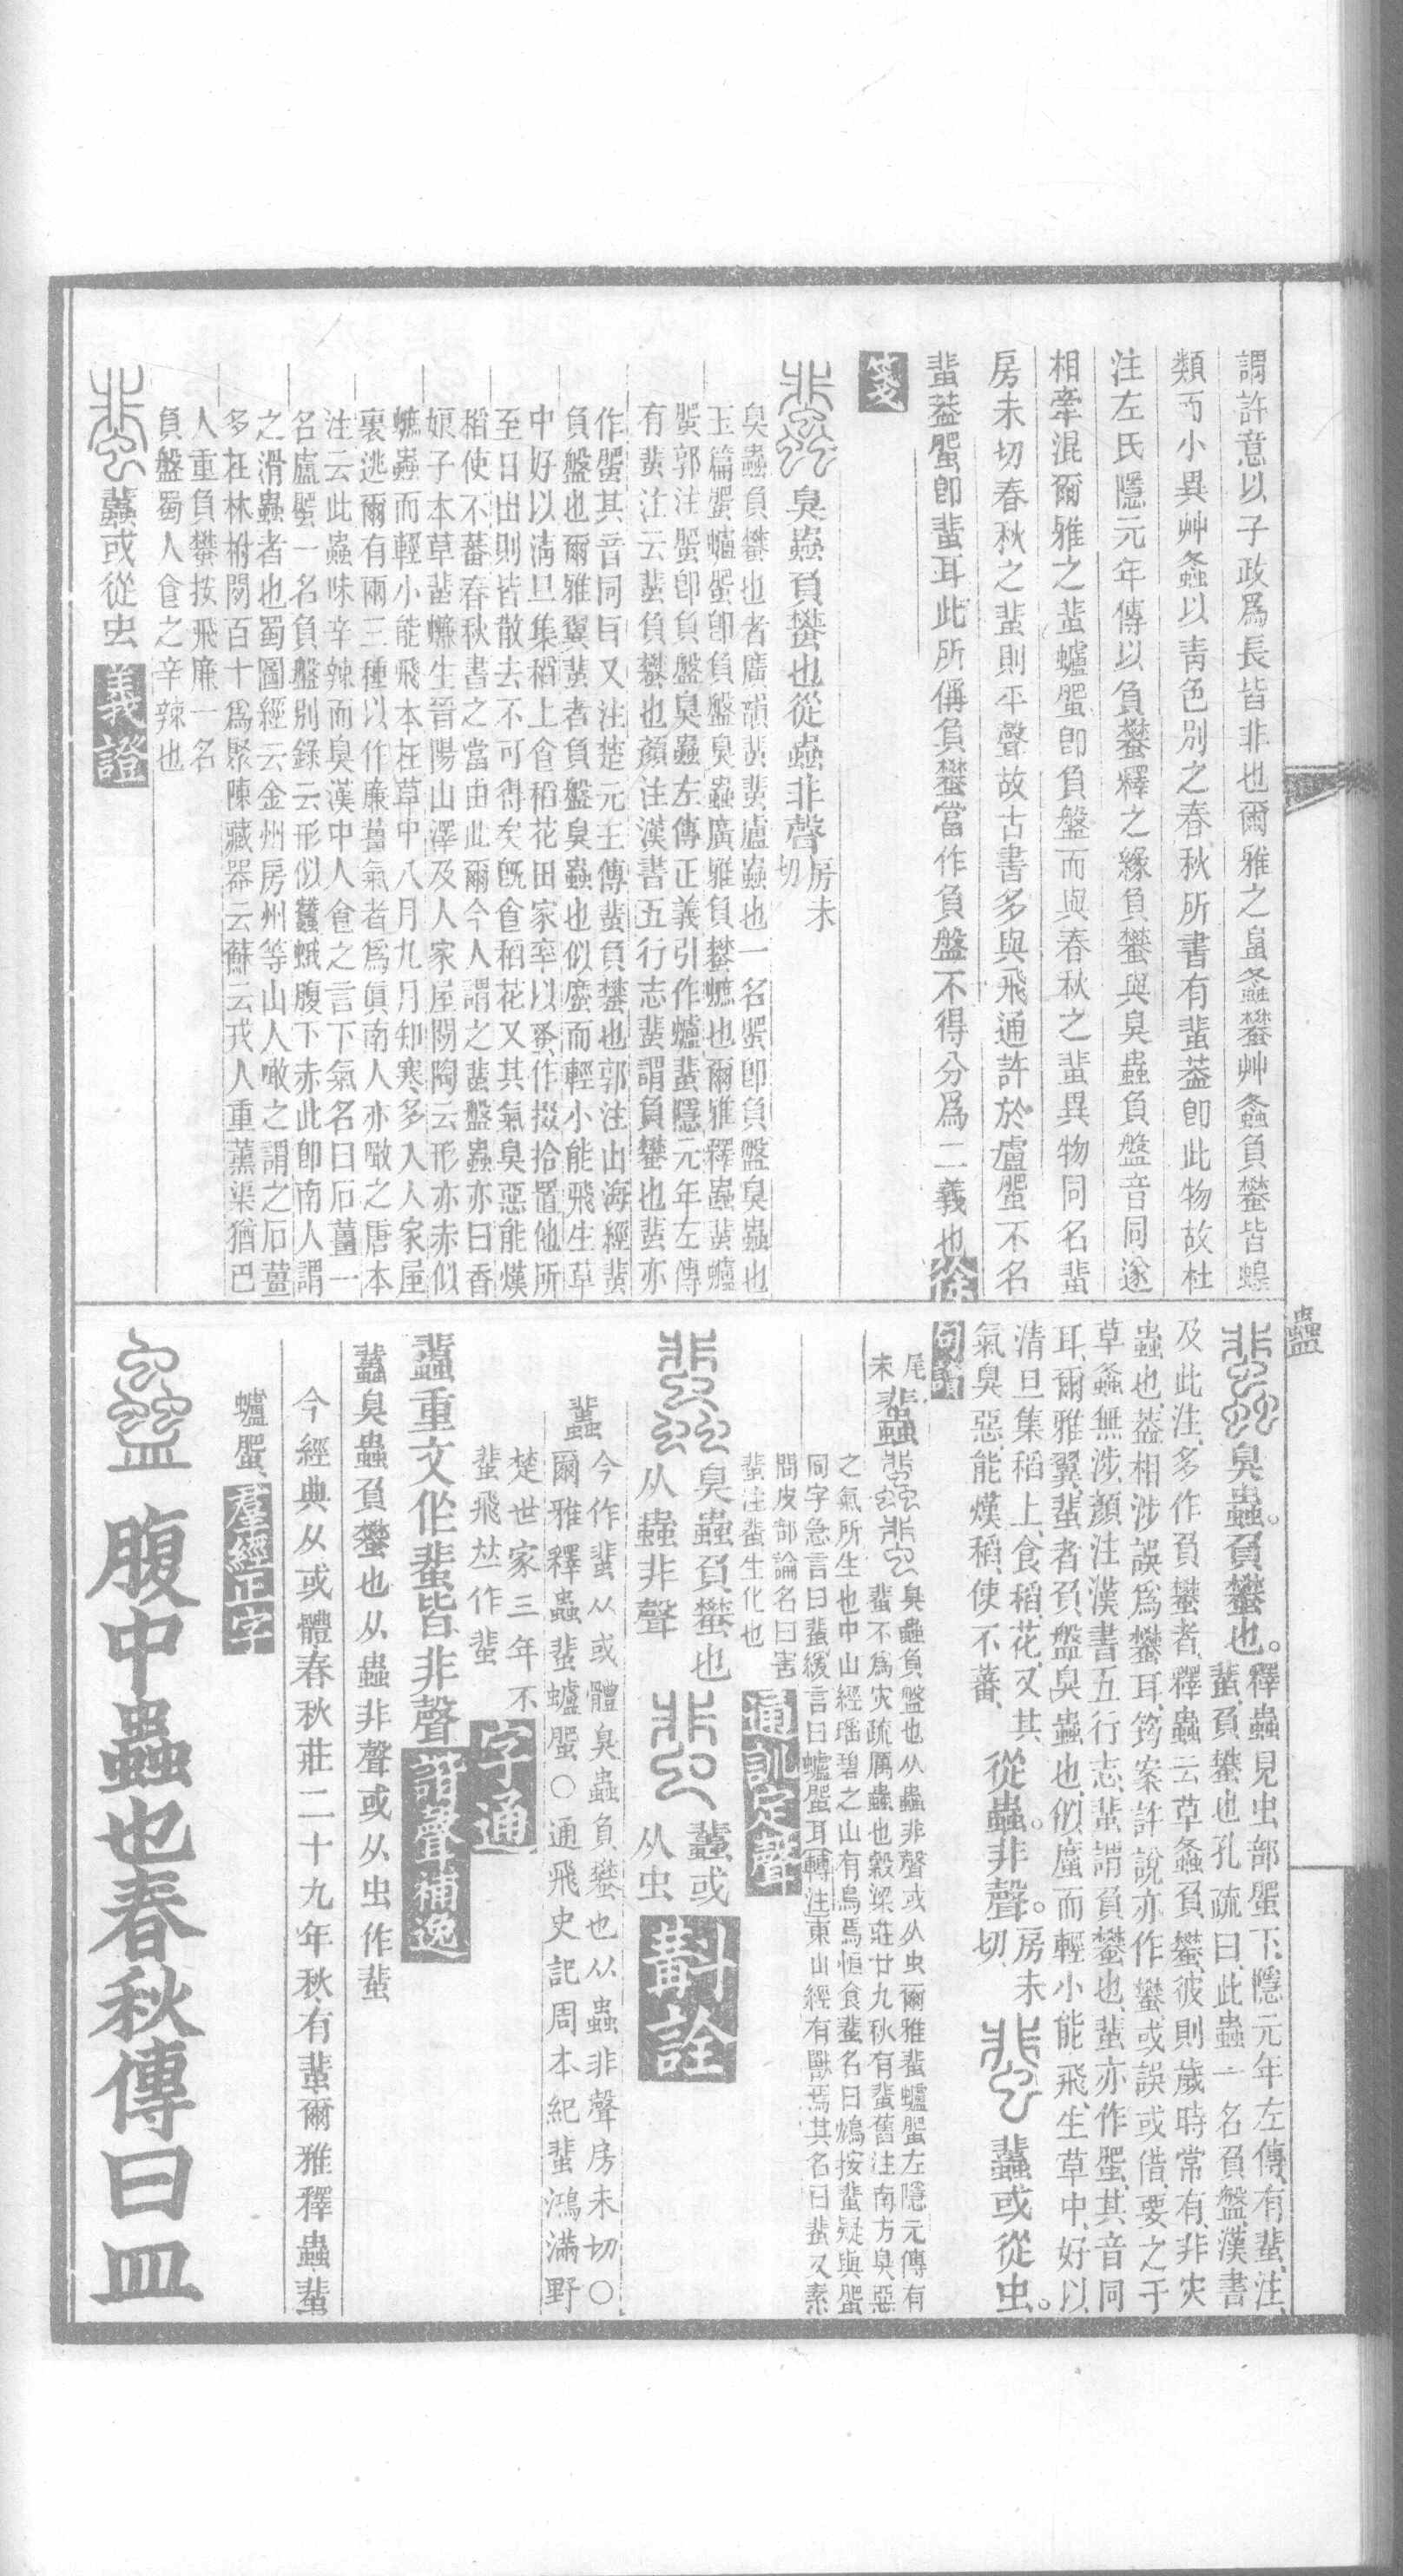 謂許意以子政爲長皆非也爾雅之𨸏螽蠜艸螽負蠜皆蝗
類而小異艸螽以靑色別之春秋所書有蜚葢卽此物故杜
注左氏隱元年傳以負蠜釋之緣負蠜與臭蟲負盤音同遂
相牽混爾雅之蜚蠦蜰卽負盤而與春秋之蜚異物同名蜚
房未切春秋之蜚則平聲故古書多與飛通許於盧蜰不名
蜚葢蜰卽蜚耳此所偁負蠜當作負盤不得分爲二義也徐
箋
臭蟲負蠜也從蟲非聲房未
切
臭蟲負蠜也者廣韻蜚蜚盧蟲也一名蜰卽負盤臭蟲也
玉篇蜰蠦蜰卽負盤臭蟲廣雅負蠜蟅也爾雅釋蟲蜚蠦
蜰郭注蜰卽負盤臭蟲左傳正義引作蠦蜚隱元年左傳
有蜚注云蜚負蠜也顏注漢書五行志蜚謂負蠜也蜚亦
作蜰其音同㠯又注楚元王傳蜚負蠜也郭注山海經蜚
負盤也爾雅翼蜚者負盤臭蟲也似䗪而輕小能飛生草
中好以淸旦集稻上食稻花田家率以蚤作掇拾置他所
至日出則皆散去不可得矣旣食稻花又其氣臭惡能熯
稻使不蕃春秋書之當由此爾今人謂之蜚盤蟲亦曰香
娘子本草蜚蠊生晉陽山澤及人家屋閒陶云形亦赤似
蟅蟲而輕小能飛本在草中八月九月知寒多入人家屋
裏逃爾有兩三種以作廉薑氣者爲眞南人亦噉之唐本
注云此蟲味辛辣而臭漢中人食之言下氣名曰石薑一
名盧蜰一名負盤別錄云形似蠶蛾腹下赤此卽南人謂
之滑蟲者也蜀圖經云金州房州等山人噉之謂之石薑
多在林樹閒百十爲聚陳藏器云蘇云戎人重薰渠猶巴
人重負蠜按飛廉一名
負盤蜀人食之辛辣也
蟲或從虫義證
蠱
臭蟲。負蠜也。釋蟲見虫部蜰下、隱元年左傳、有蜚、注、
蜚、負蠜也、孔疏曰、此蟲一名負盤、漢書
及此注、多作負蠜者、釋蟲云草螽負蠜、彼則歲時常有、非災
蟲也、葢相涉誤爲蠜耳、筠案許說亦作蠜、或誤或借、要之于
草螽無涉、顏注漢書五行志、蜚謂負蠜也、蜚亦作蜰、其音同
耳、爾雅翼、蜚者負盤臭蟲也、似䗪而輕小能飛、生草中、好以
淸旦集稻上、食稻花、又其
氣臭惡、能熯稻、使不蕃、從蟲。非聲。房未
切、蟲或從虫。
句讀
尾
未蜚蟲臭蟲負盤也从蟲非聲或从虫爾雅蜚蠦蜰左隱元傳有
蜚不爲灾疏厲蟲也穀梁莊廿九秋有蜚舊注南方臭惡
之氣所生也中山經瑤碧之山有鳥焉恒食蜚名曰鴆按蜚疑與蜰
同字急言曰蜚緩言曰蠦蜰耳轉注東山經有獸焉其名曰蜚又素
問皮部論名曰害
蜚注蜚生化也
通訓定聲
臭蟲負蠜也
从蟲非聲
蟲或
从虫斠詮
今作蜚从或體臭蟲負蠜也从蟲非聲房未切〇
爾雅釋蟲蜚蠦蜰〇通飛史記周本紀蜚鴻滿野
楚世家三年不
蜚飛𠀤作蜚字通
重文作蜚皆非聲諧聲補逸
臭蟲負蠜也从蟲非聲或从虫作蜚
今經典从或體春秋莊二十九年秋有蜚爾雅釋蟲蜚
蠦蜰、羣經正字
腹中蟲也春秋傳曰皿